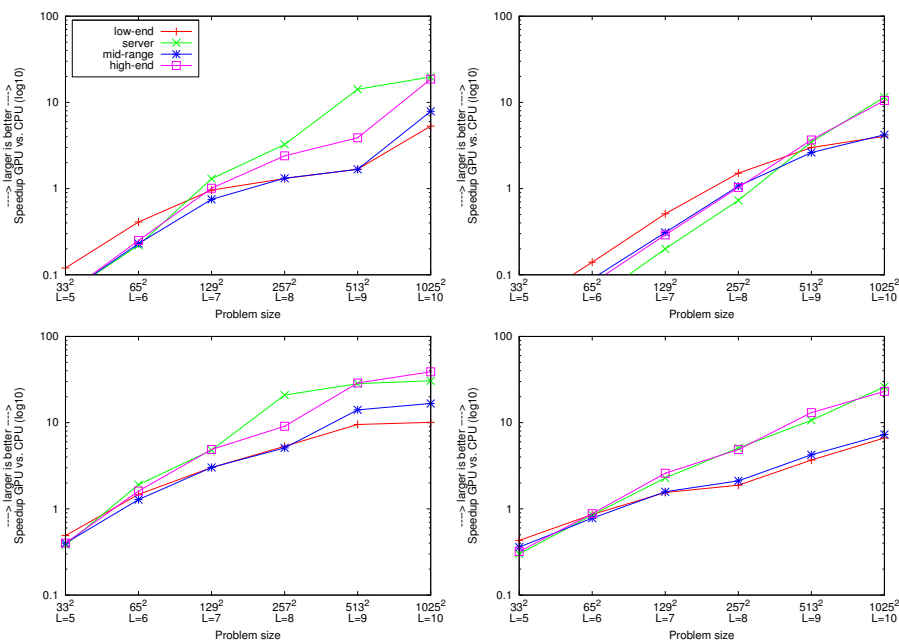 100
10
1
0.1
33² 65² 129² 257² 513² 1025²
L=5 L=6 L=7 L=8 L=9 L=10
Problem size
----> larger is better ---->
Speedup GPU vs. CPU (log10)
low-end
server
mid-range
high-end
100
10
1
0.1
33² 65² 129² 257² 513² 1025²
L=5 L=6 L=7 L=8 L=9 L=10
Problem size
----> larger is better ---->
Speedup GPU vs. CPU (log10)
100
10
1
0.1
33² 65² 129² 257² 513² 1025²
L=5 L=6 L=7 L=8 L=9 L=10
Problem size
----> larger is better ---->
Speedup GPU vs. CPU (log10)
100
10
1
0.1
33² 65² 129² 257² 513² 1025²
L=5 L=6 L=7 L=8 L=9 L=10
Problem size
----> larger is better ---->
Speedup GPU vs. CPU (log10)